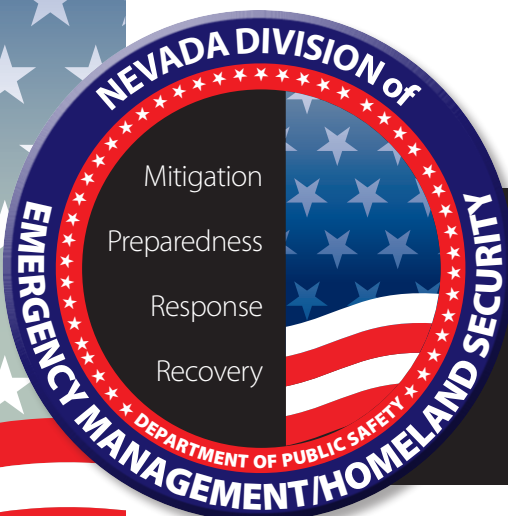 NEVADA DIVISION of
EMERGENCY MANAGEMENT/HOMELAND SECURITY
Mitigation
Preparedness
Response
Recovery
DEPARTMENT OF PUBLIC SAFETY